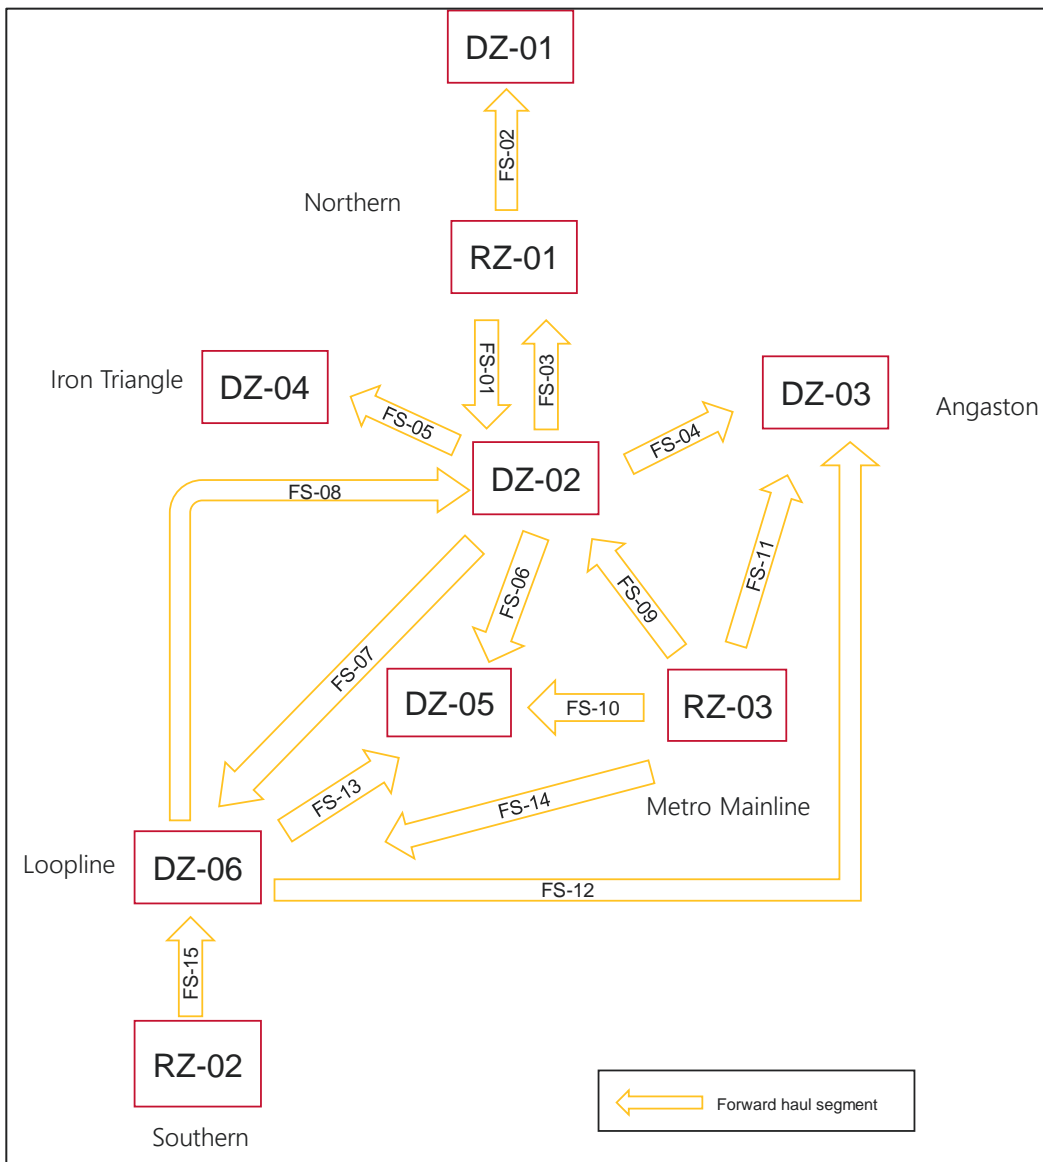 DZ-01
FS-02
Northern
RZ-01
FS-01
FS-03
Iron Triangle
DZ-04
DZ-03
Angaston
FS-05
FS-04
DZ-02
FS-08
FS-11
FS-06
FS-09
FS-07
DZ-05
FS-10
RZ-03
FS-13
FS-14
Metro Mainline
Loopline
DZ-06
FS-12
FS-15
RZ-02
Forward haul segment
Southern